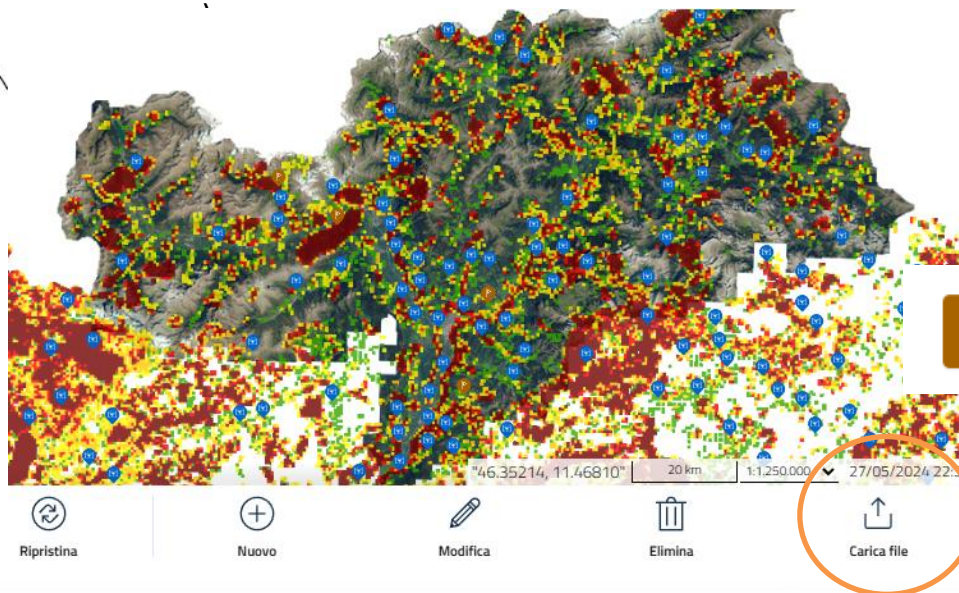 "46.35214, 11.46810"
20 km
1:1.250.000
27/05/2024 22:
Ripristina
Nuovo
Modifica
Elimina
Carica file